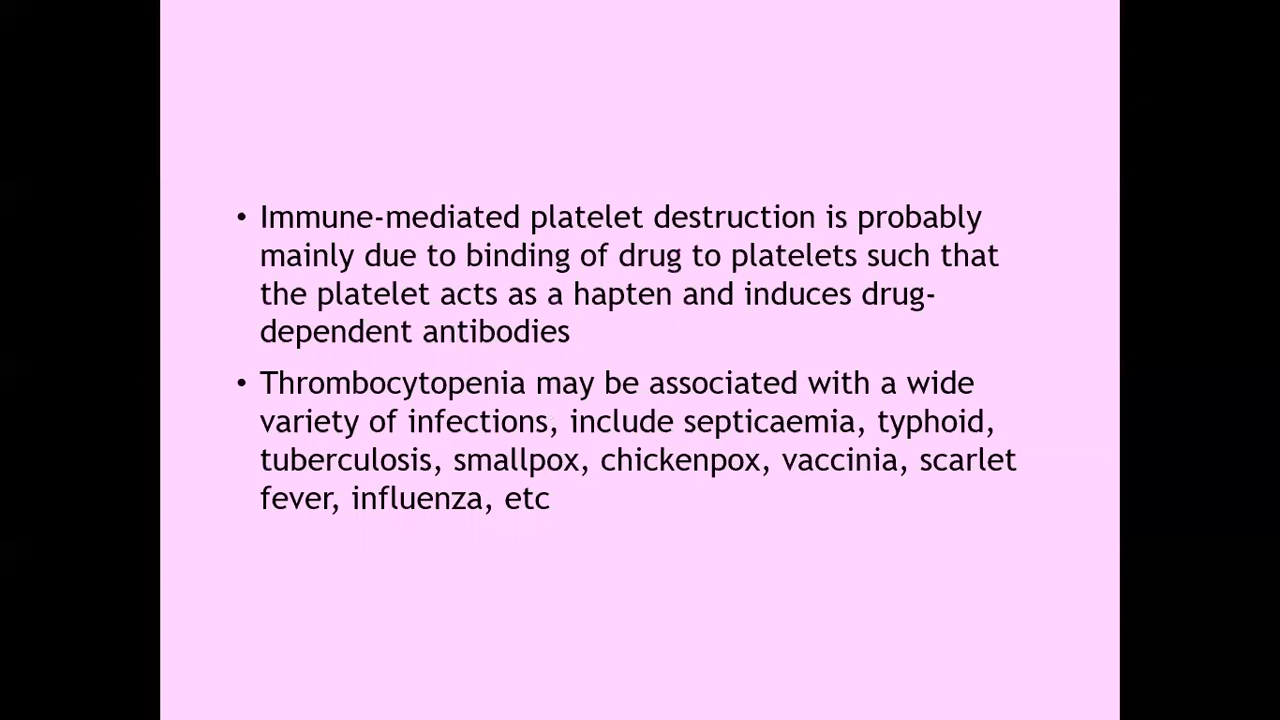 • Immune-mediated platelet destruction is probably
mainly due to binding of drug to platelets such that
the platelet acts as a hapten and induces drug-
dependent antibodies
• Thrombocytopenia may be associated with a wide
variety of infections, include septicaemia, typhoid,
tuberculosis, smallpox, chickenpox, vaccinia, scarlet
fever, influenza, etc